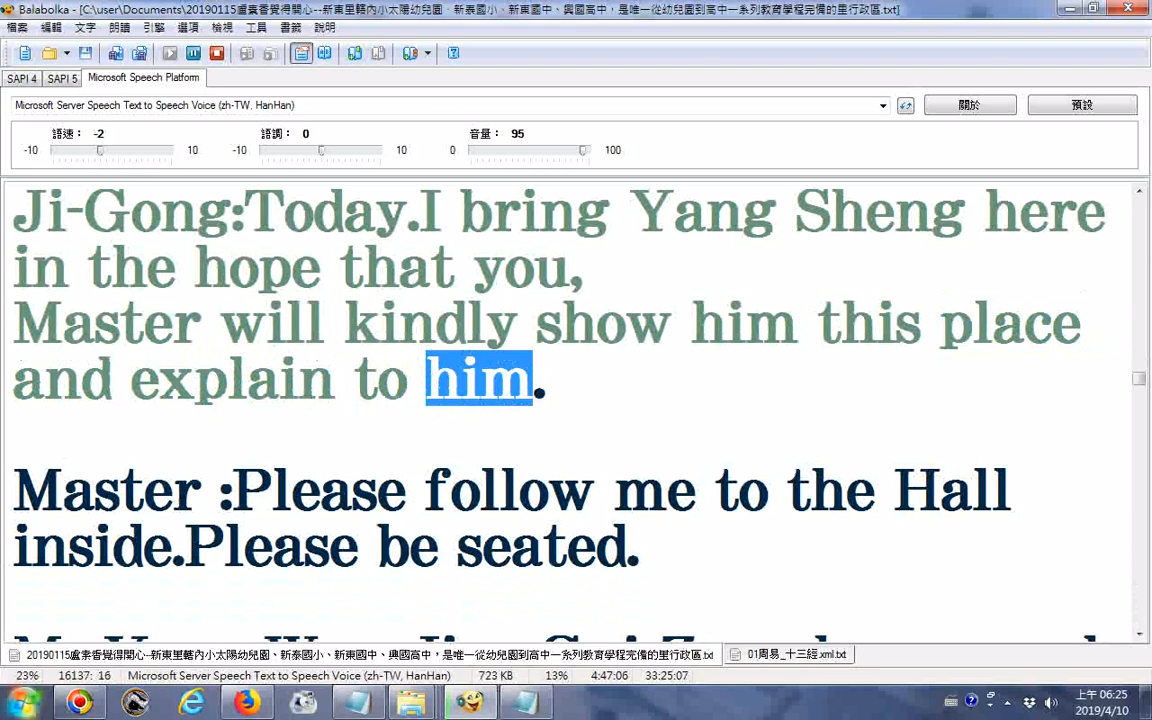 Balabolka - [C:\user\Documents\20190115盧素香覺得開心--新東里轄內小太陽幼兒園、新泰國小、新東國中、興國高中，是唯一從幼兒園到高中一系列教育學程完備的里行政區.txt]
檔案 編輯 文字 朗讀 引擎 選項 檢視 工具 書籤 說明
SAPI 4 SAPI 5 Microsoft Speech Platform
Microsoft Server Speech Text to Speech Voice (zh-TW, HanHan) 關於 預設
語速： -2 語調： 0 音量： 95
-10 10 -10 10 0 100
Ji-Gong:Today.I bring Yang Sheng here
in the hope that you,
Master will kindly show him this place
and explain to him.
Master :Please follow me to the Hall
inside.Please be seated.
20190115盧素香覺得開心--新東里轄內小太陽幼兒園、新泰國小、新東國中、興國高中，是唯一從幼兒園到高中一系列教育學程完備的里行政區.txt 01周易_十三經.xml.txt
23% 16137: 16 Microsoft Server Speech Text to Speech Voice (zh-TW, HanHan) 723 KB 13% 4:47:06 33:25:07
上午 06:25
2019/4/10